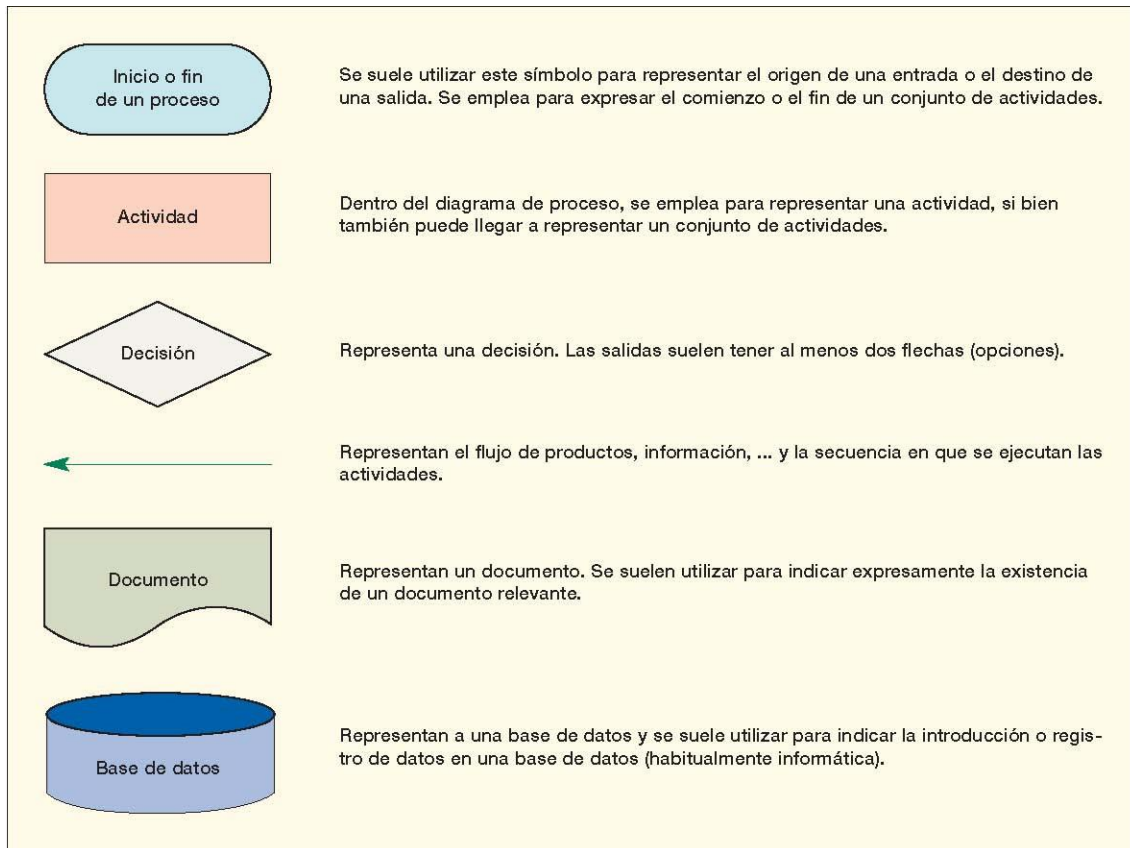 Inicio o fin
de un proceso
Se suele utilizar este símbolo para representar el origen de una entrada o el destino de
una salida. Se emplea para expresar el comienzo o el fin de un conjunto de actividades.
Actividad
Dentro del diagrama de proceso, se emplea para representar una actividad, si bien
también puede llegar a representar un conjunto de actividades.
Decisión
Representa una decisión. Las salidas suelen tener al menos dos flechas (opciones).
Representan el flujo de productos, información, ... y la secuencia en que se ejecutan las
actividades.
Documento
Representan un documento. Se suelen utilizar para indicar expresamente la existencia
de un documento relevante.
Base de datos
Representan a una base de datos y se suele utilizar para indicar la introducción o regis-
tro de datos en una base de datos (habitualmente informática).